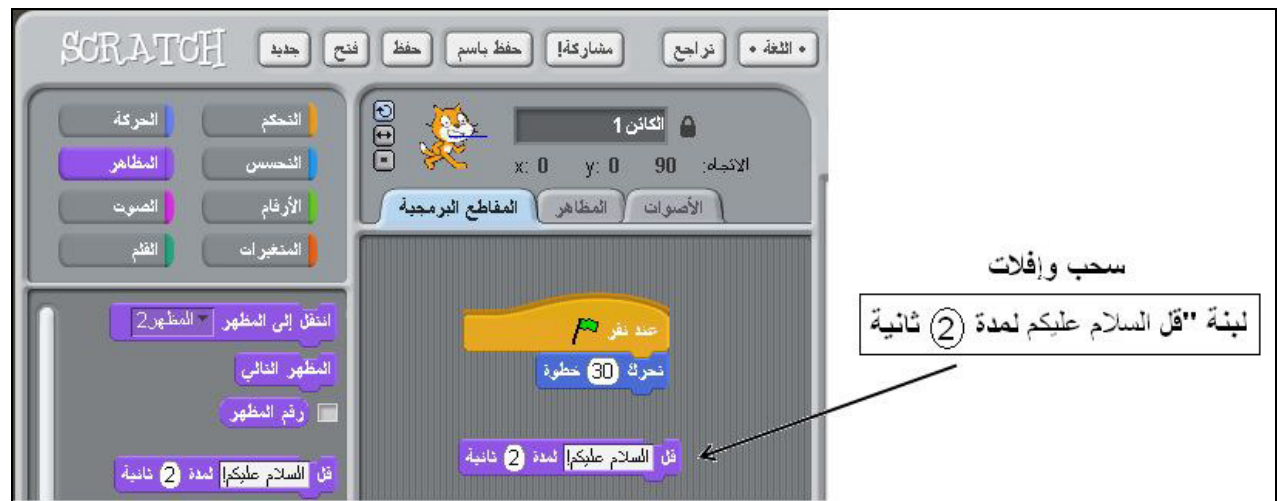 SCRATCH
• اللغة • تراجع مشاركة! حفظ باسم حفظ فتح جديد
التحكم الحركة
التحسس المظاهر
الأرقام الصوت
المتغيرات القلم
الكائن 1
الاتجاه: 90 y: 0 x: 0
الأصوات المظاهر المقاطع البرمجية
انتقل إلى المظهر المظهر2
المظهر التالي
رقم المظهر
قل السلام عليكم! لمدة 2 ثانية
عند نقر
تحرك 30 خطوة
قل السلام عليكم! لمدة 2 ثانية
سحب وإفلات
لبنة "قل السلام عليكم لمدة 2 ثانية